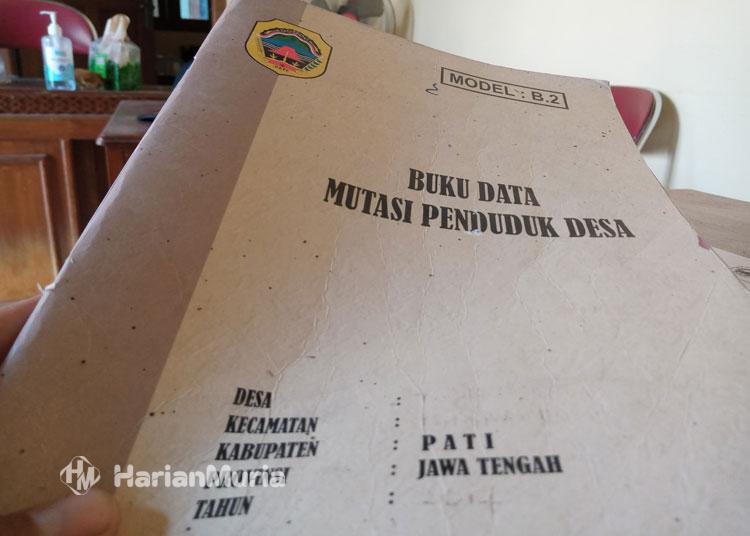 MODEL : B.2
BUKU DATA
MUTASI PENDUDUK DESA
DESA :
KECAMATAN :
KABUPATEN : PATI
: JAWA TENGAH
TAHUN :
HarianMuria